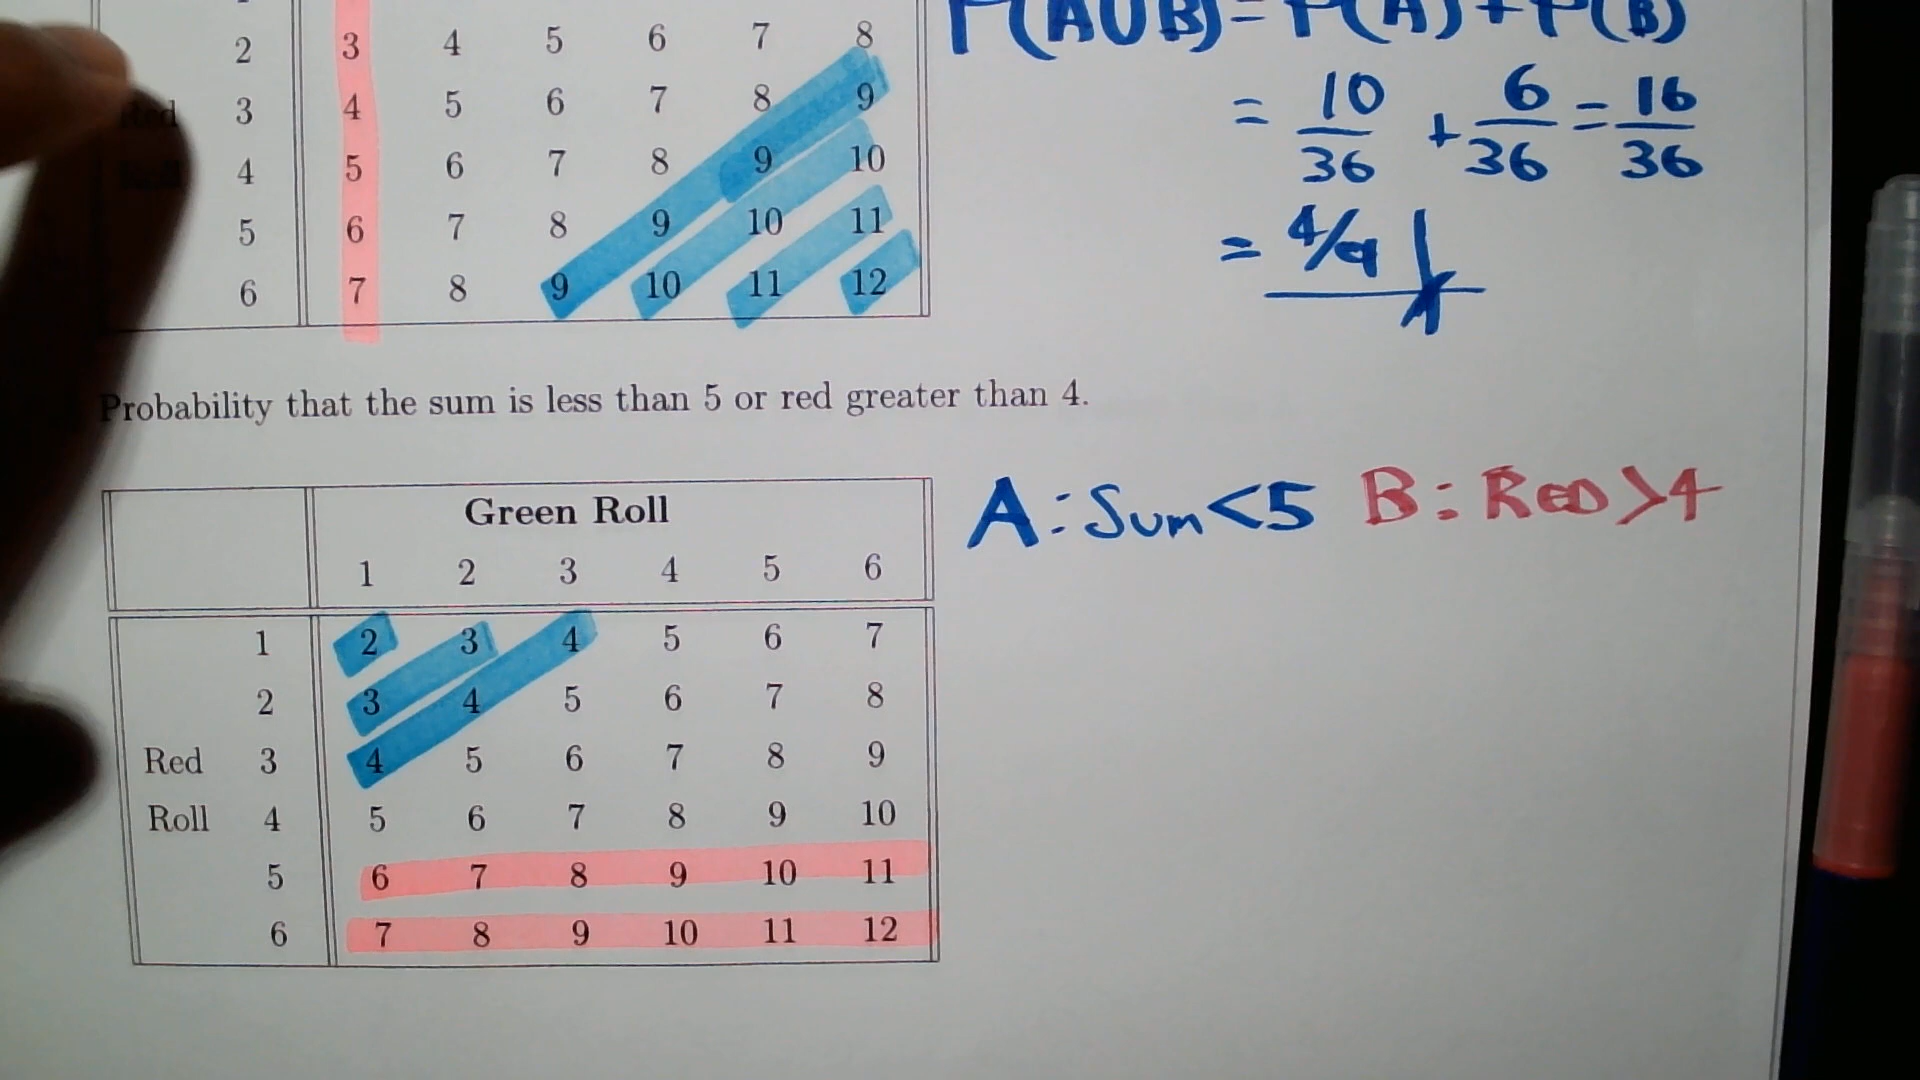 P(AUB)=P(A)+P(B)
2 3 4 5 6 7 8
= 10/36 + 6/36 = 16/36
Red 3 4 5 6 7 8 9
4 5 6 7 8 9 10
5 6 7 8 9 10 11
= 4/9
6 7 8 9 10 11 12
Probability that the sum is less than 5 or red greater than 4.
A: Sum<5 B: Red>4
Green Roll
1 2 3 4 5 6
1 2 3 4 5 6 7
2 3 4 5 6 7 8
Red 3 4 5 6 7 8 9
Roll 4 5 6 7 8 9 10
5 6 7 8 9 10 11
6 7 8 9 10 11 12